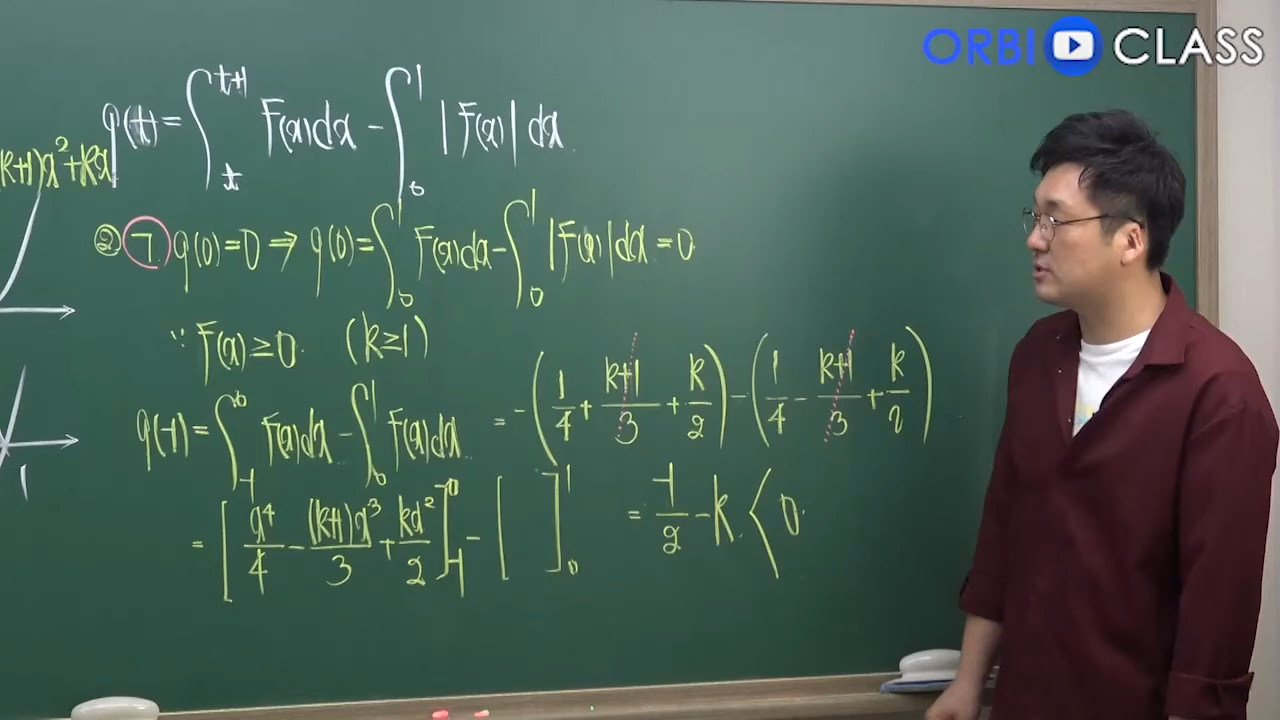 ORBI CLASS
g(t) = ∫_t^{t+1} F(x)dx - ∫_0^1 |F(x)| dx
k+1)x² + kx
② ㄱ g(0) = 0 ⇒ g(0) = ∫_0^1 F(x)dx - ∫_0^1 |F(x)| dx = 0
∵ F(x) ≥ 0 (k ≥ 1)
g(-1) = ∫_{-1}^0 F(x)dx - ∫_0^1 F(x)dx = -(1/4 + (k+1)/3 + k/2) - (1/4 - (k+1)/3 + k/2)
= [x⁴/4 - (k+1)x³/3 + kx²/2]_{-1}^0 - [ ]_0^1 = -1/2 - k < 0
1